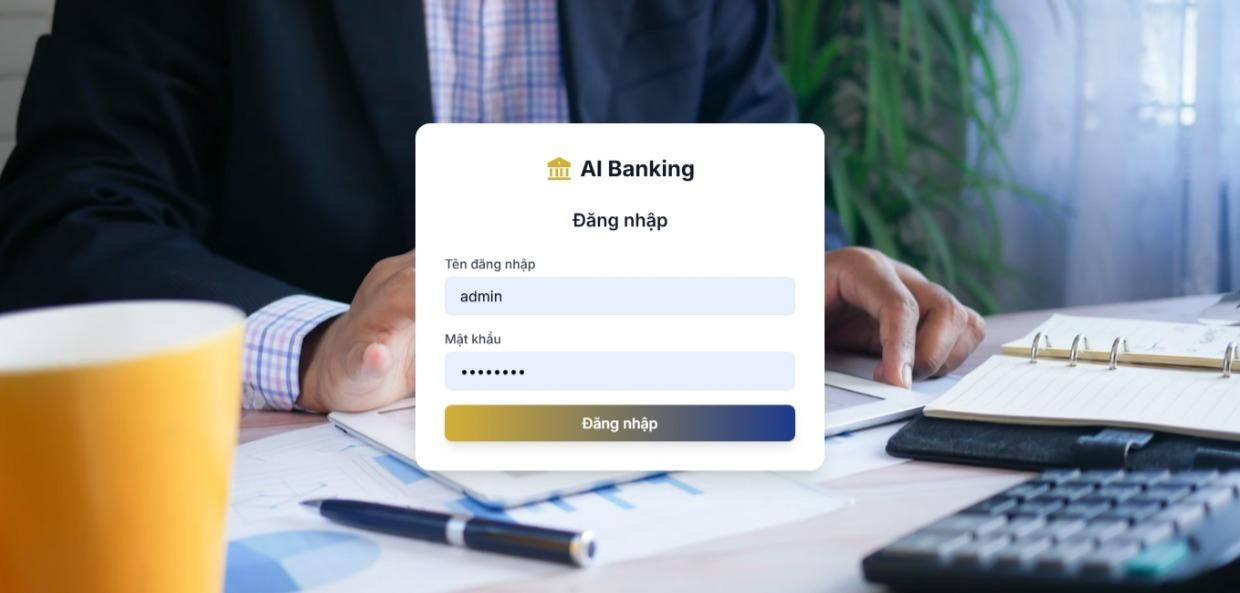 AI Banking
Đăng nhập
Tên đăng nhập
admin
Mật khẩu
••••••••
Đăng nhập